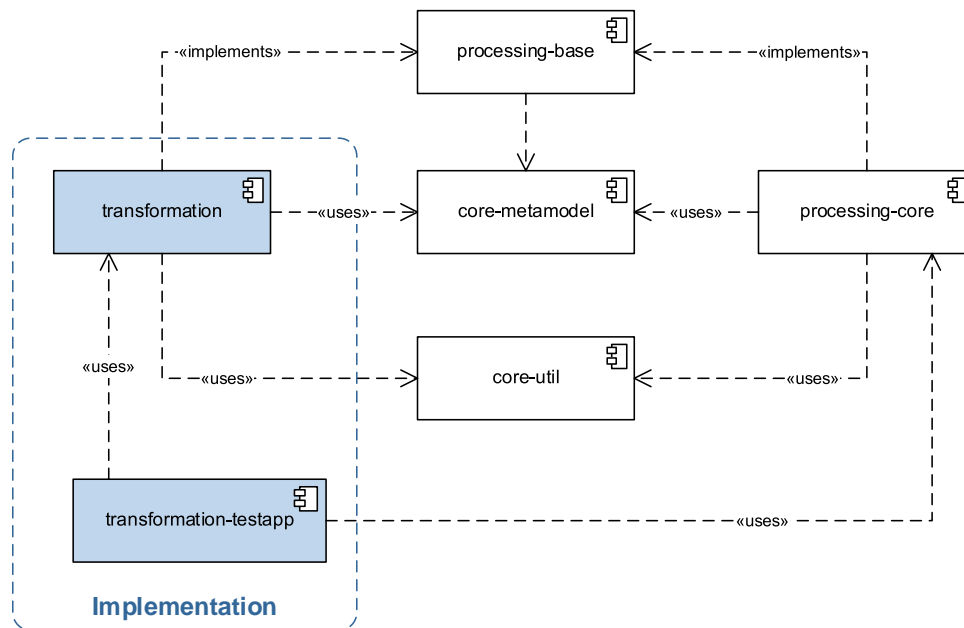 «implements»
processing-base
«implements»
transformation
«uses»
core-metamodel
«uses»
processing-core
«uses»
«uses»
core-util
«uses»
transformation-testapp
«uses»
Implementation